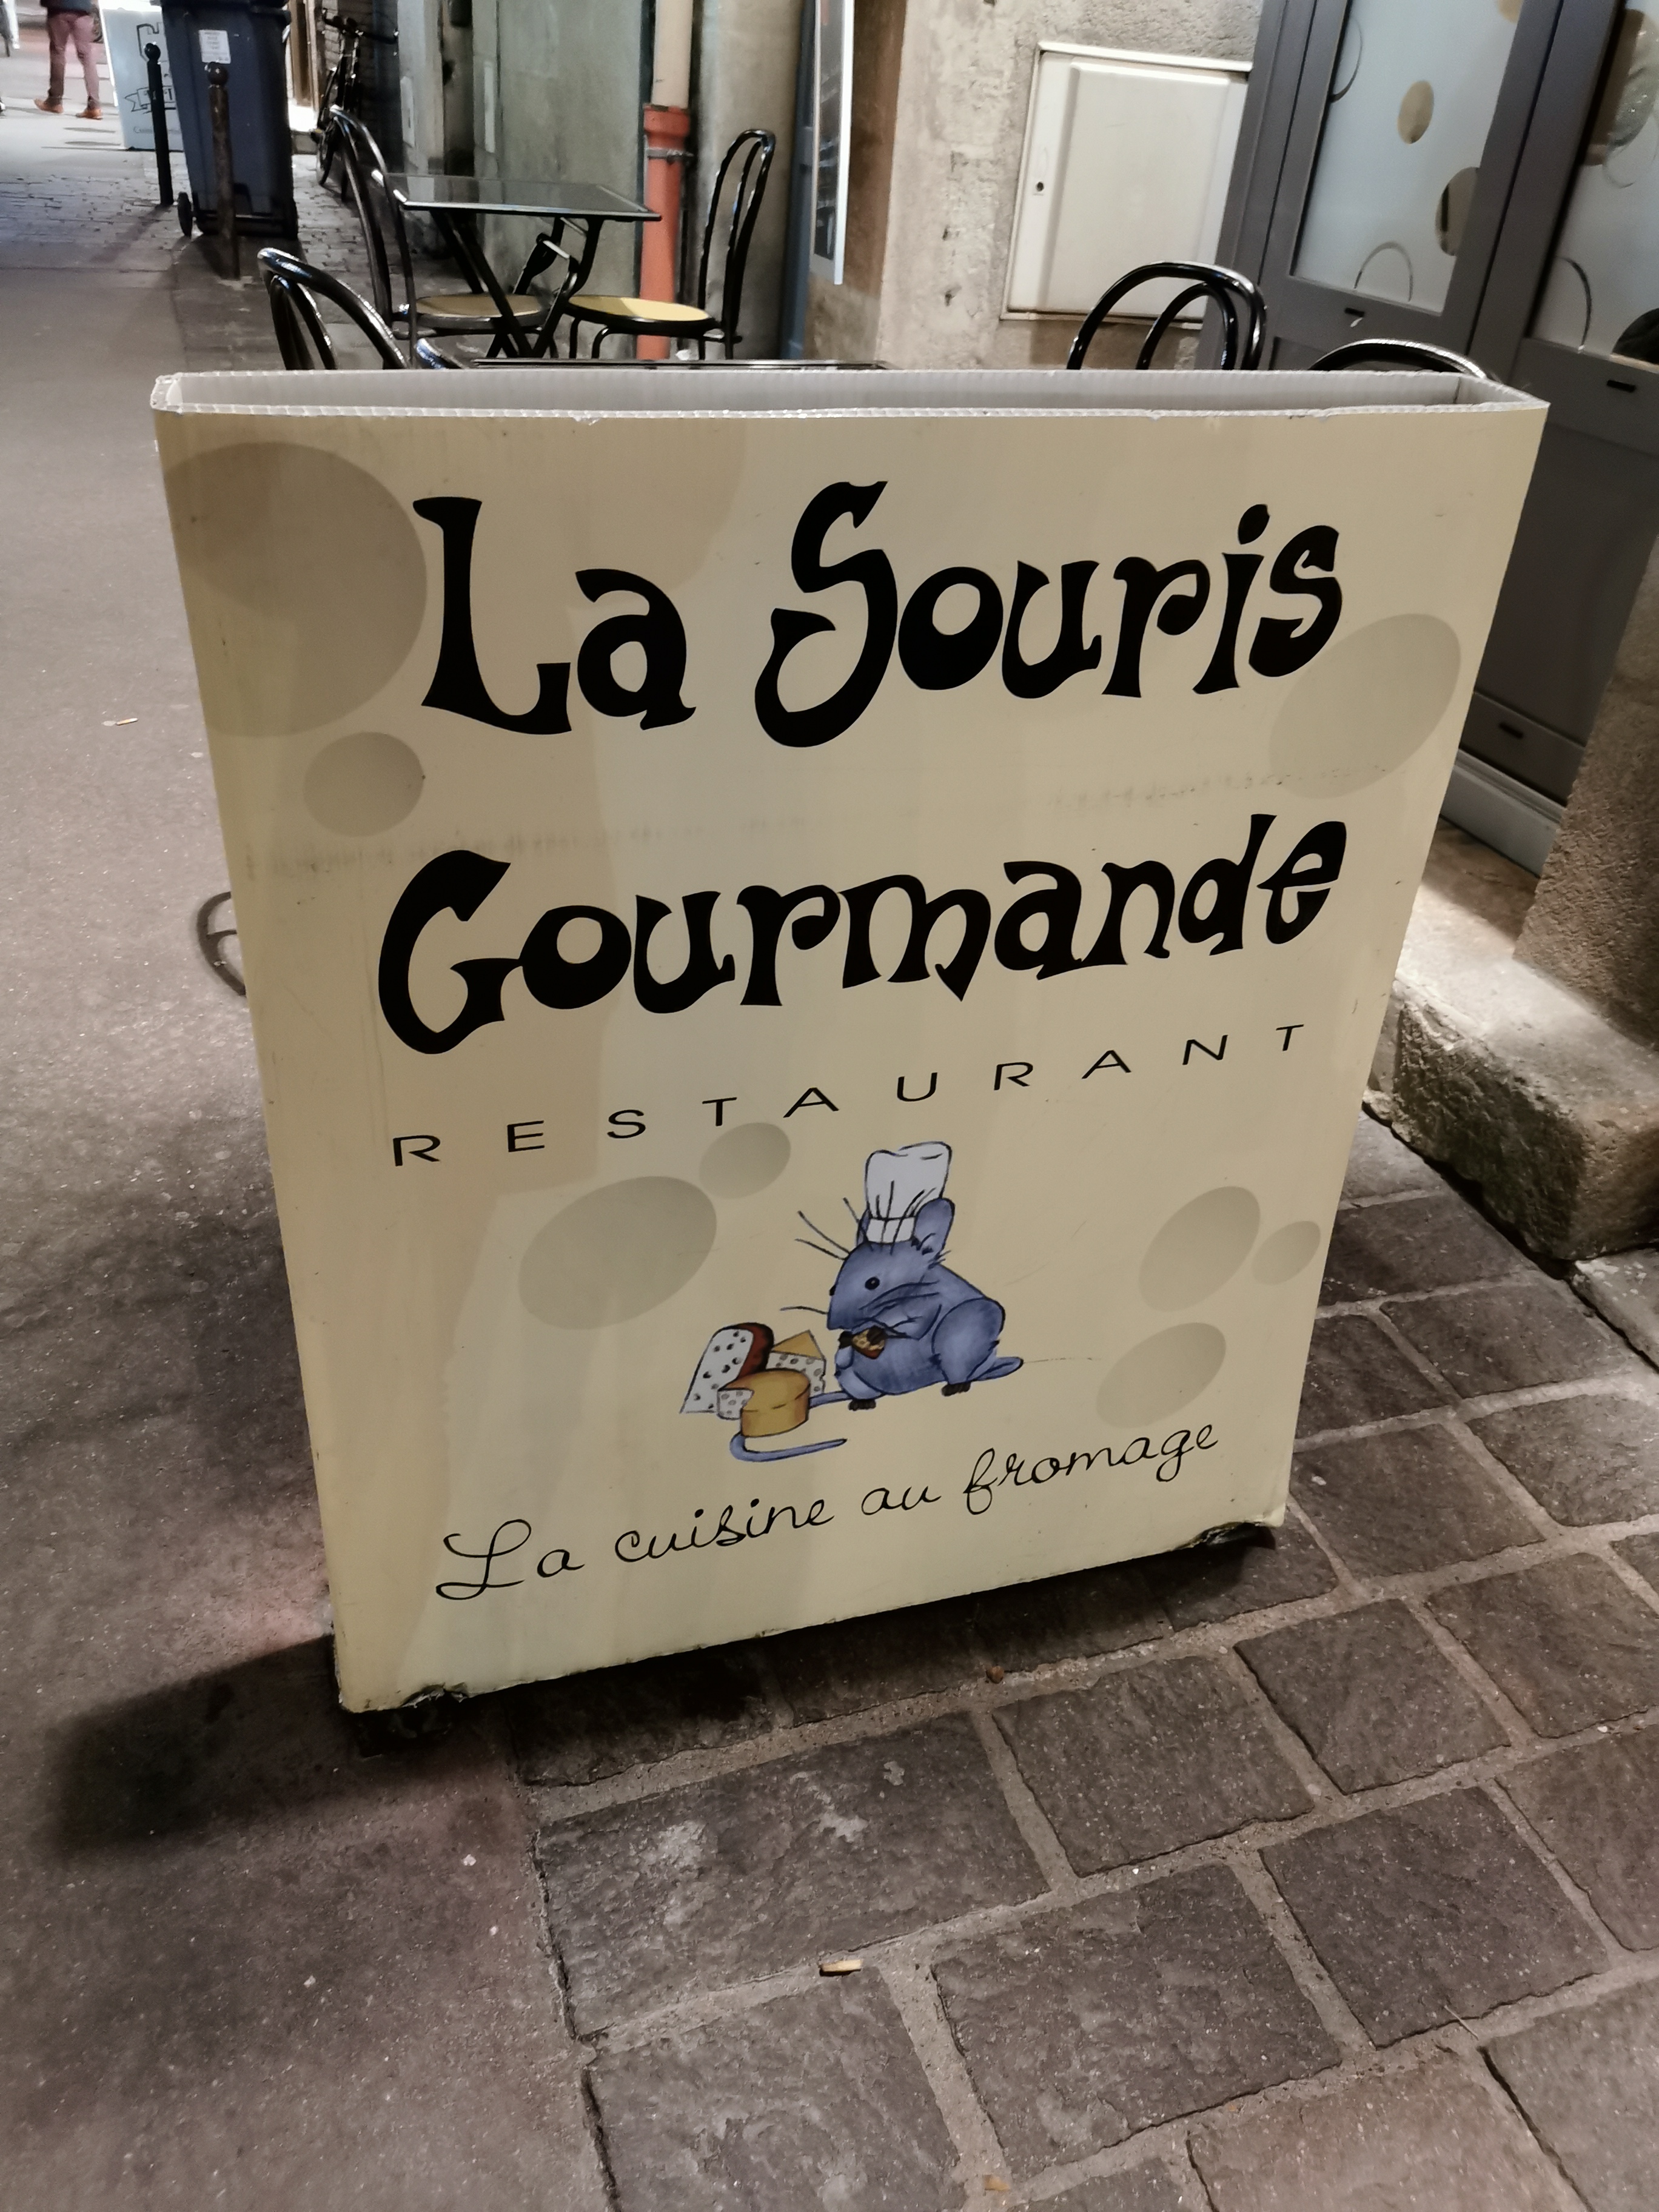 La Souris
Gourmande
RESTAURANT
La cuisine au fromage